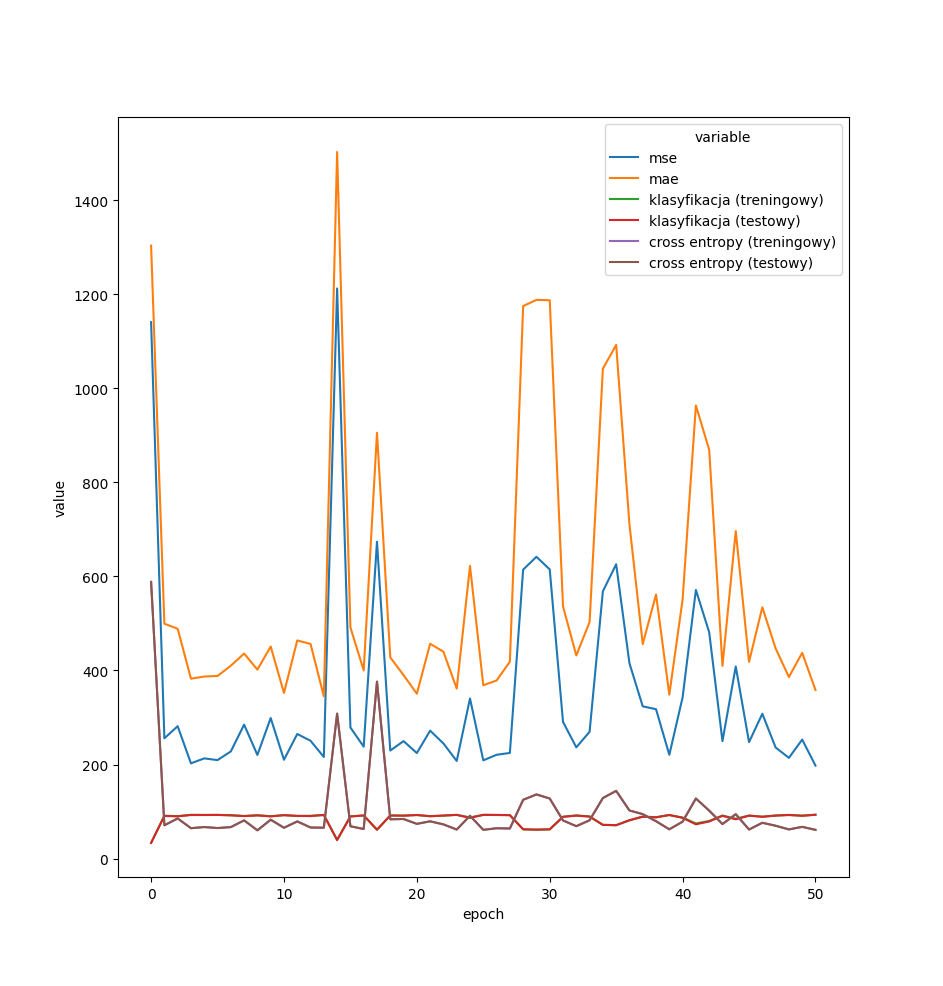 variable
mse
mae
klasyfikacja (treningowy)
klasyfikacja (testowy)
cross entropy (treningowy)
cross entropy (testowy)
1400
1200
1000
800
600
400
200
0
value
0 10 20 30 40 50
epoch